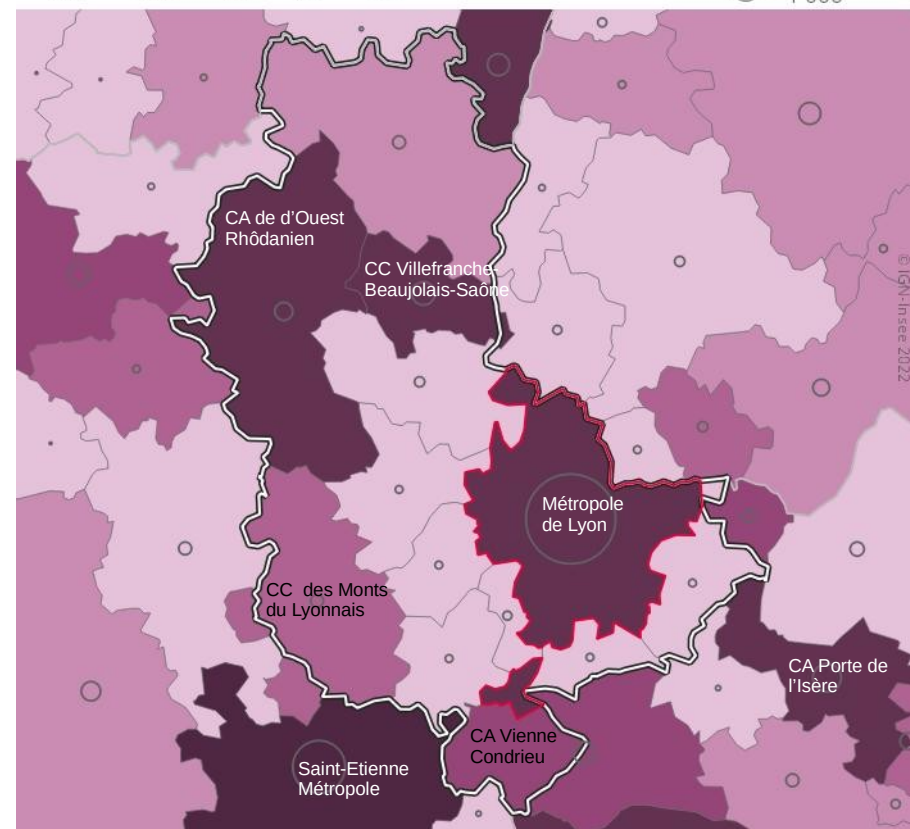 CA de d’Ouest
Rhôdanien
CC Villefranche-
Beaujolais-Saône
© IGN-Insee 2022
Métropole
de Lyon
CC des Monts
du Lyonnais
CA Porte de
l’Isère
CA Vienne
Condrieu
Saint-Etienne
Métropole